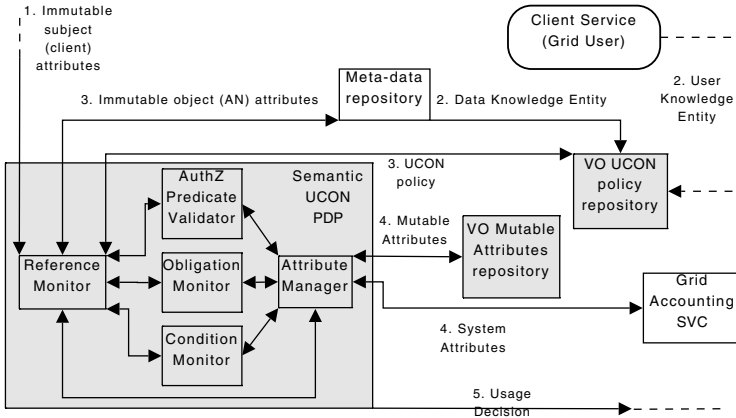 1. Immutable
subject
(client)
attributes
Client Service
(Grid User)
Meta-data
repository
3. Immutable object (AN) attributes
2. Data Knowledge Entity
2. User
Knowledge
Entity
AuthZ
Predicate
Validator
Semantic
UCON
PDP
3. UCON
policy
VO UCON
policy
repository
4. Mutable
Attributes
VO Mutable
Attributes
repository
Reference
Monitor
Obligation
Monitor
Attribute
Manager
Grid
Accounting
SVC
Condition
Monitor
4. System
Attributes
5. Usage
Decision